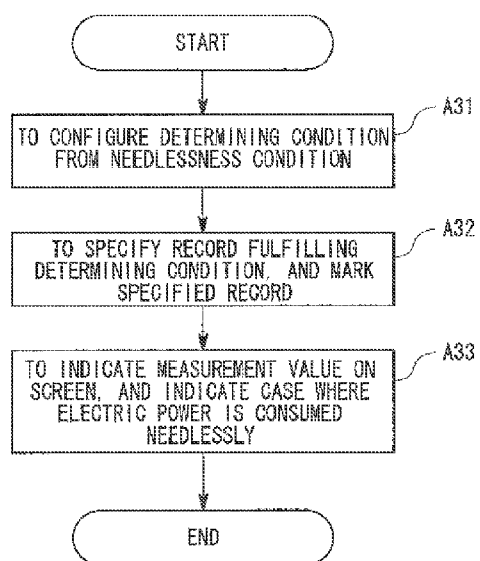 START
A31
TO CONFIGURE DETERMINING CONDITION
FROM NEEDLESSNESS CONDITION
A32
TO SPECIFY RECORD FULFILLING
DETERMINING CONDITION, AND MARK
SPECIFIED RECORD
A33
TO INDICATE MEASUREMENT VALUE ON
SCREEN, AND INDICATE CASE WHERE
ELECTRIC POWER IS CONSUMED
NEEDLESSLY
END